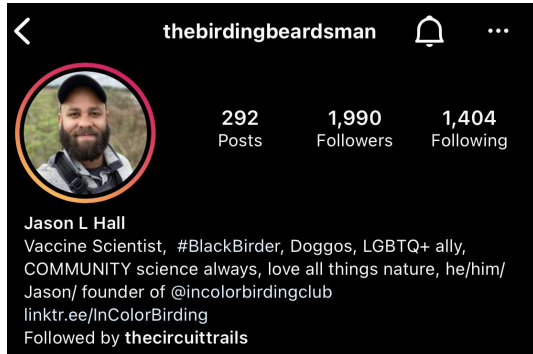 thebirdingbeardsman
292 1,990 1,404
Posts Followers Following
Jason L Hall
Vaccine Scientist, #BlackBirder, Doggos, LGBTQ+ ally,
COMMUNITY science always, love all things nature, he/him/
Jason/ founder of @incolorbirdingclub
linktr.ee/InColorBirding
Followed by thecircuittrails